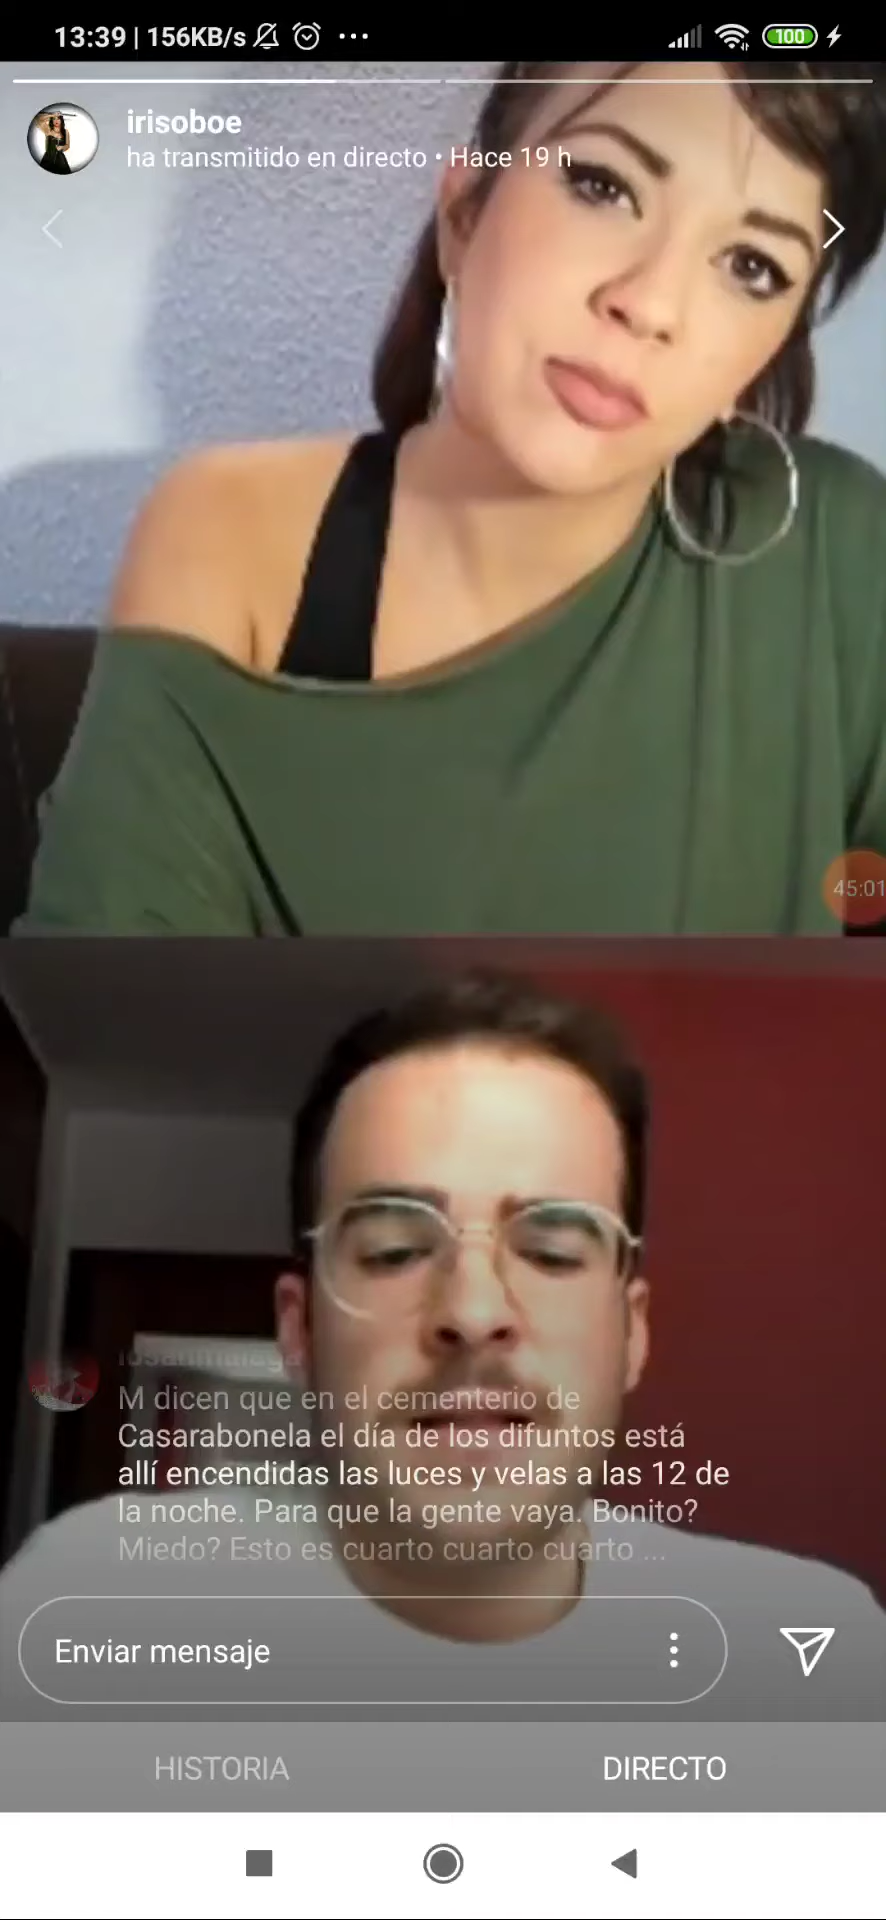 13:39 | 156KB/s
100
irisoboe
ha transmitido en directo • Hace 19 h
45:01
M dicen que en el cementerio de
Casarabonela el día de los difuntos está
allí encendidas las luces y velas a las 12 de
la noche. Para que la gente vaya. Bonito?
Miedo? Esto es cuarto cuarto cuarto ...
Enviar mensaje
HISTORIA
DIRECTO